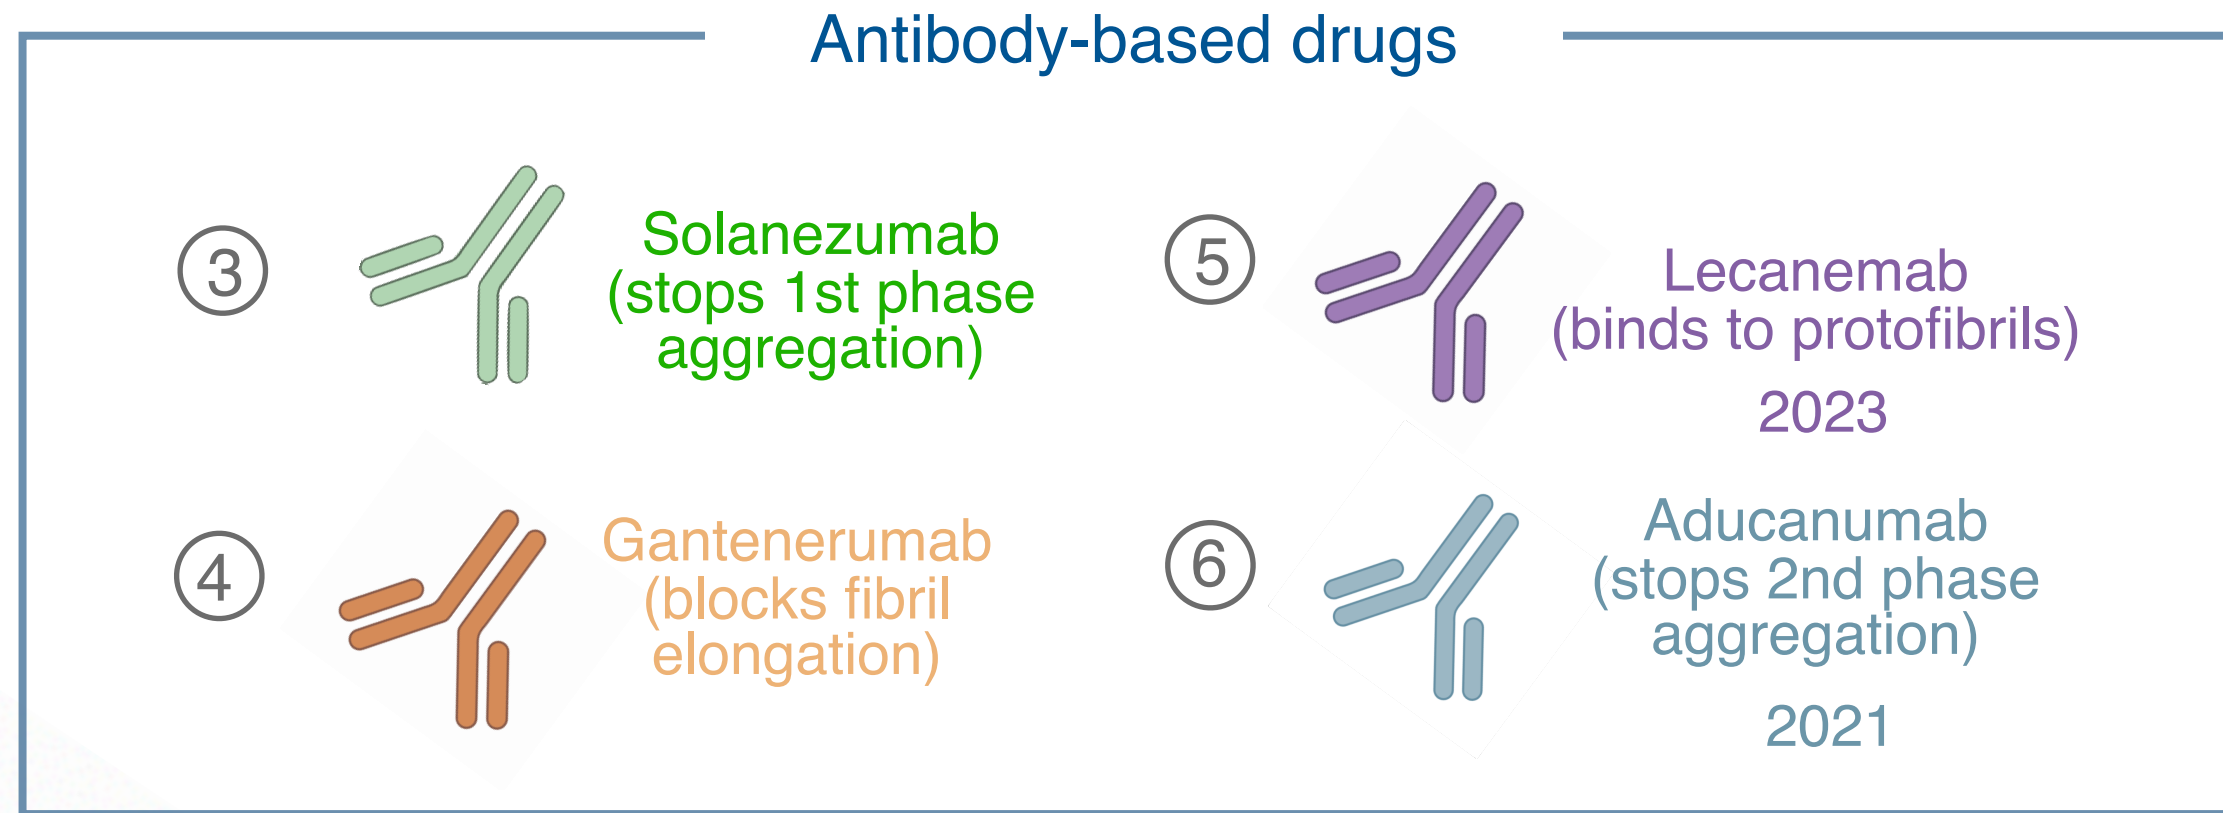 Antibody-based drugs
3
Solanezumab
(stops 1st phase
aggregation)
4
Gantenerumab
(blocks fibril
elongation)
5
Lecanemab
(binds to protofibrils)
2023
6
Aducanumab
(stops 2nd phase
aggregation)
2021